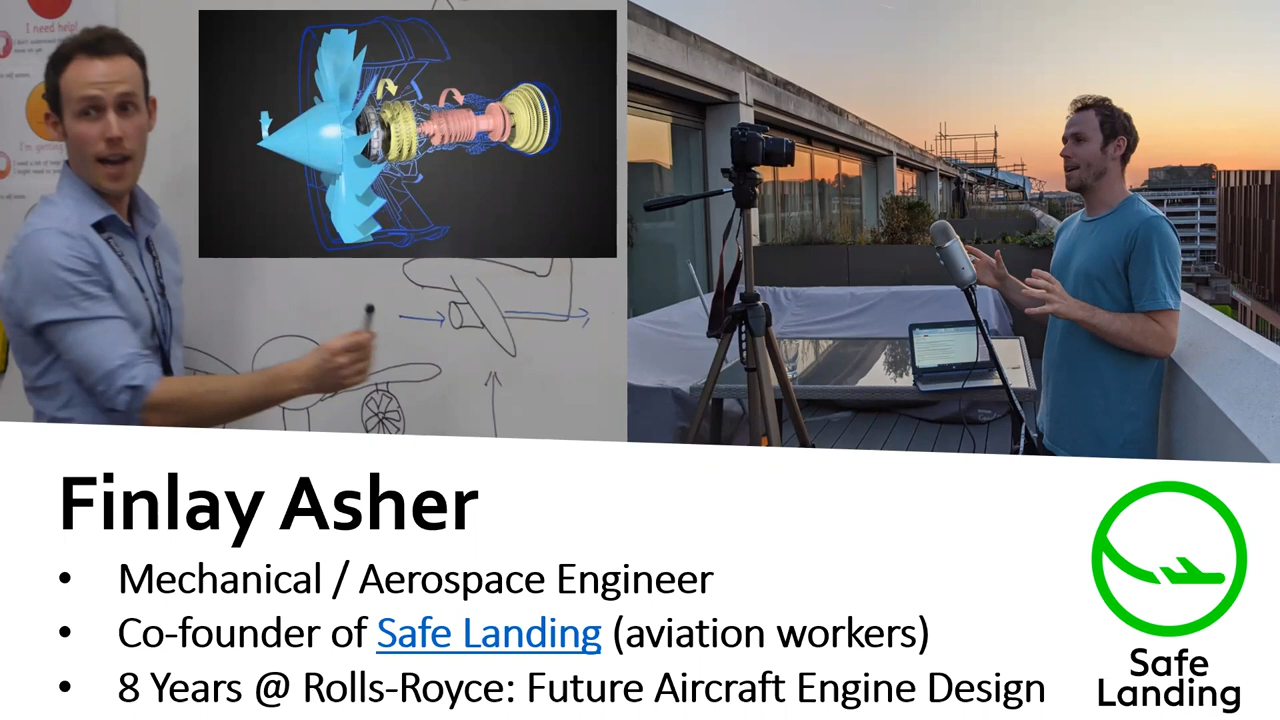 I need help!
I'm getting
Finlay Asher
• Mechanical / Aerospace Engineer
• Co-founder of Safe Landing (aviation workers)
• 8 Years @ Rolls-Royce: Future Aircraft Engine Design
Safe
Landing